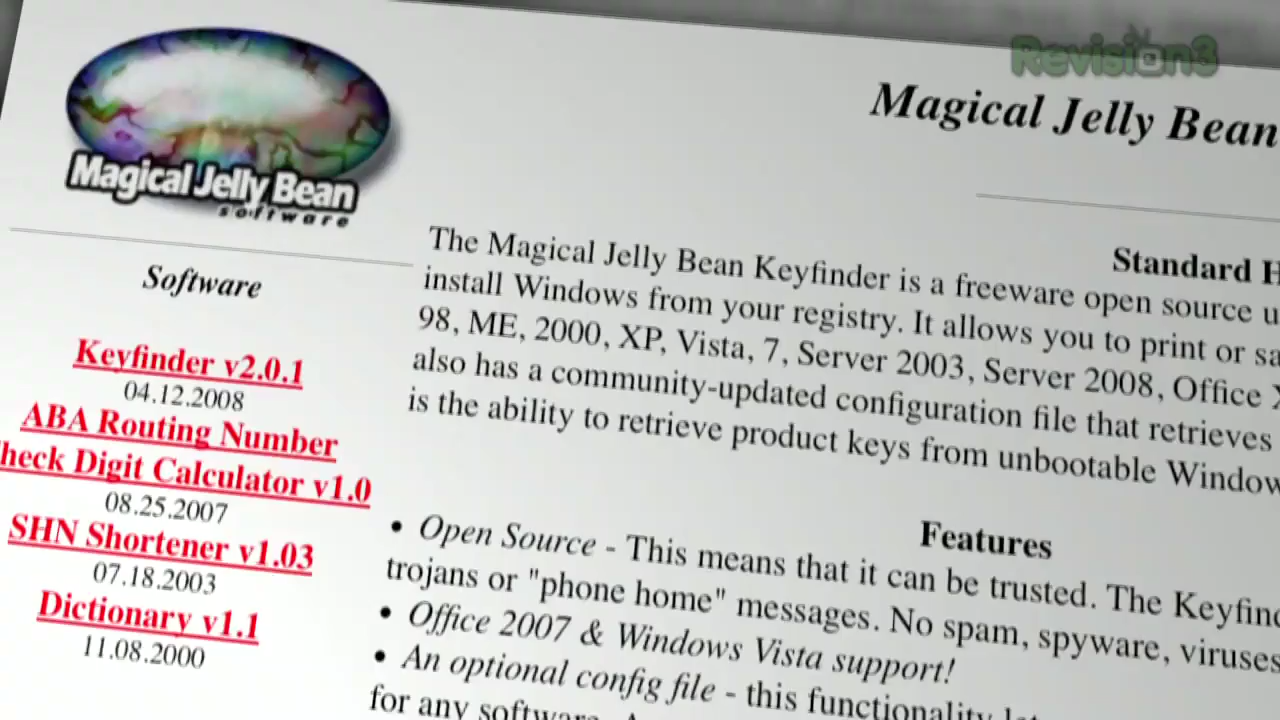 Revision3
Magical Jelly Bean
software
Magical Jelly Bean
Software
Keyfinder v2.0.1
04.12.2008
ABA Routing Number
heck Digit Calculator v1.0
08.25.2007
SHN Shortener v1.03
07.18.2003
Dictionary v1.1
11.08.2000
Standard
The Magical Jelly Bean Keyfinder is a freeware open source u
install Windows from your registry. It allows you to print or sa
98, ME, 2000, XP, Vista, 7, Server 2003, Server 2008, Office X
also has a community-updated configuration file that retrieves
is the ability to retrieve product keys from unbootable Window
Features
• Open Source - This means that it can be trusted. The Keyfind
trojans or "phone home" messages. No spam, spyware, viruses
• Office 2007 & Windows Vista support!
• An optional config file - this functionality
for any software.